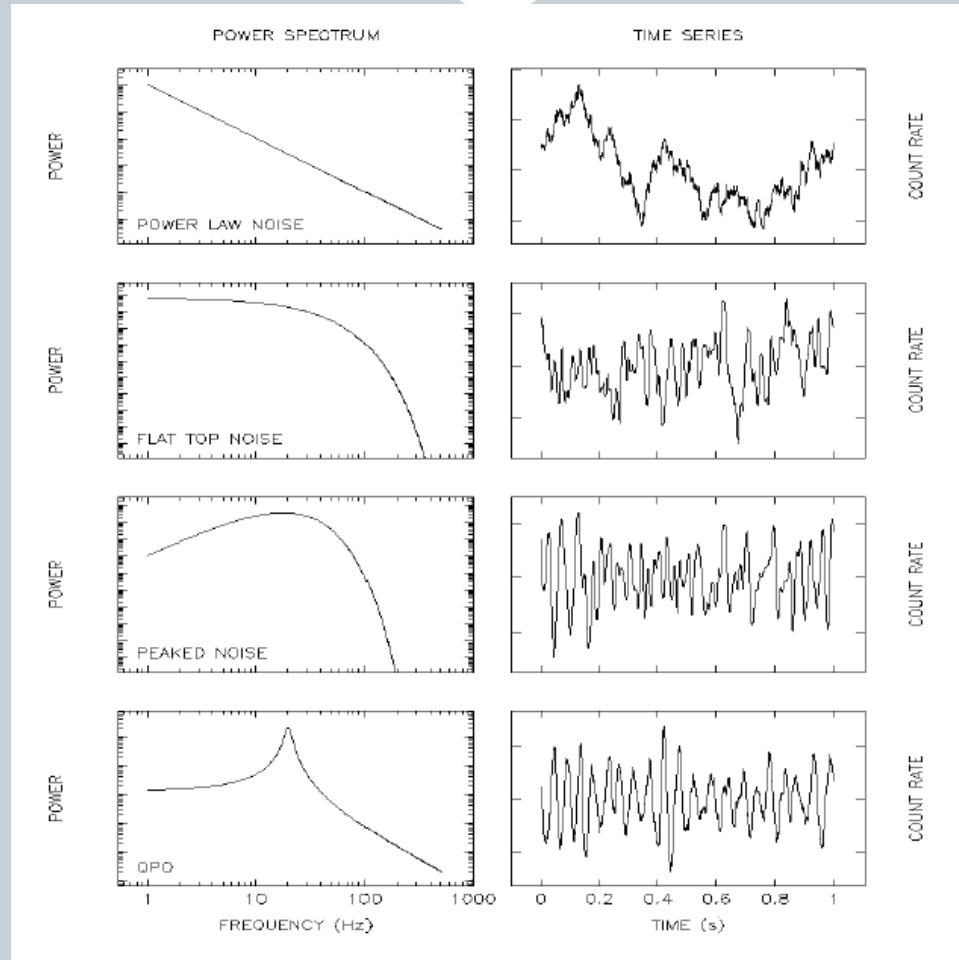 POWER SPECTRUM
TIME SERIES
POWER
POWER LAW NOISE
COUNT RATE
POWER
FLAT TOP NOISE
COUNT RATE
POWER
PEAKED NOISE
COUNT RATE
POWER
QPO
COUNT RATE
1 10 100 1000
0 0.2 0.4 0.6 0.8 1
FREQUENCY (Hz)
TIME (s)